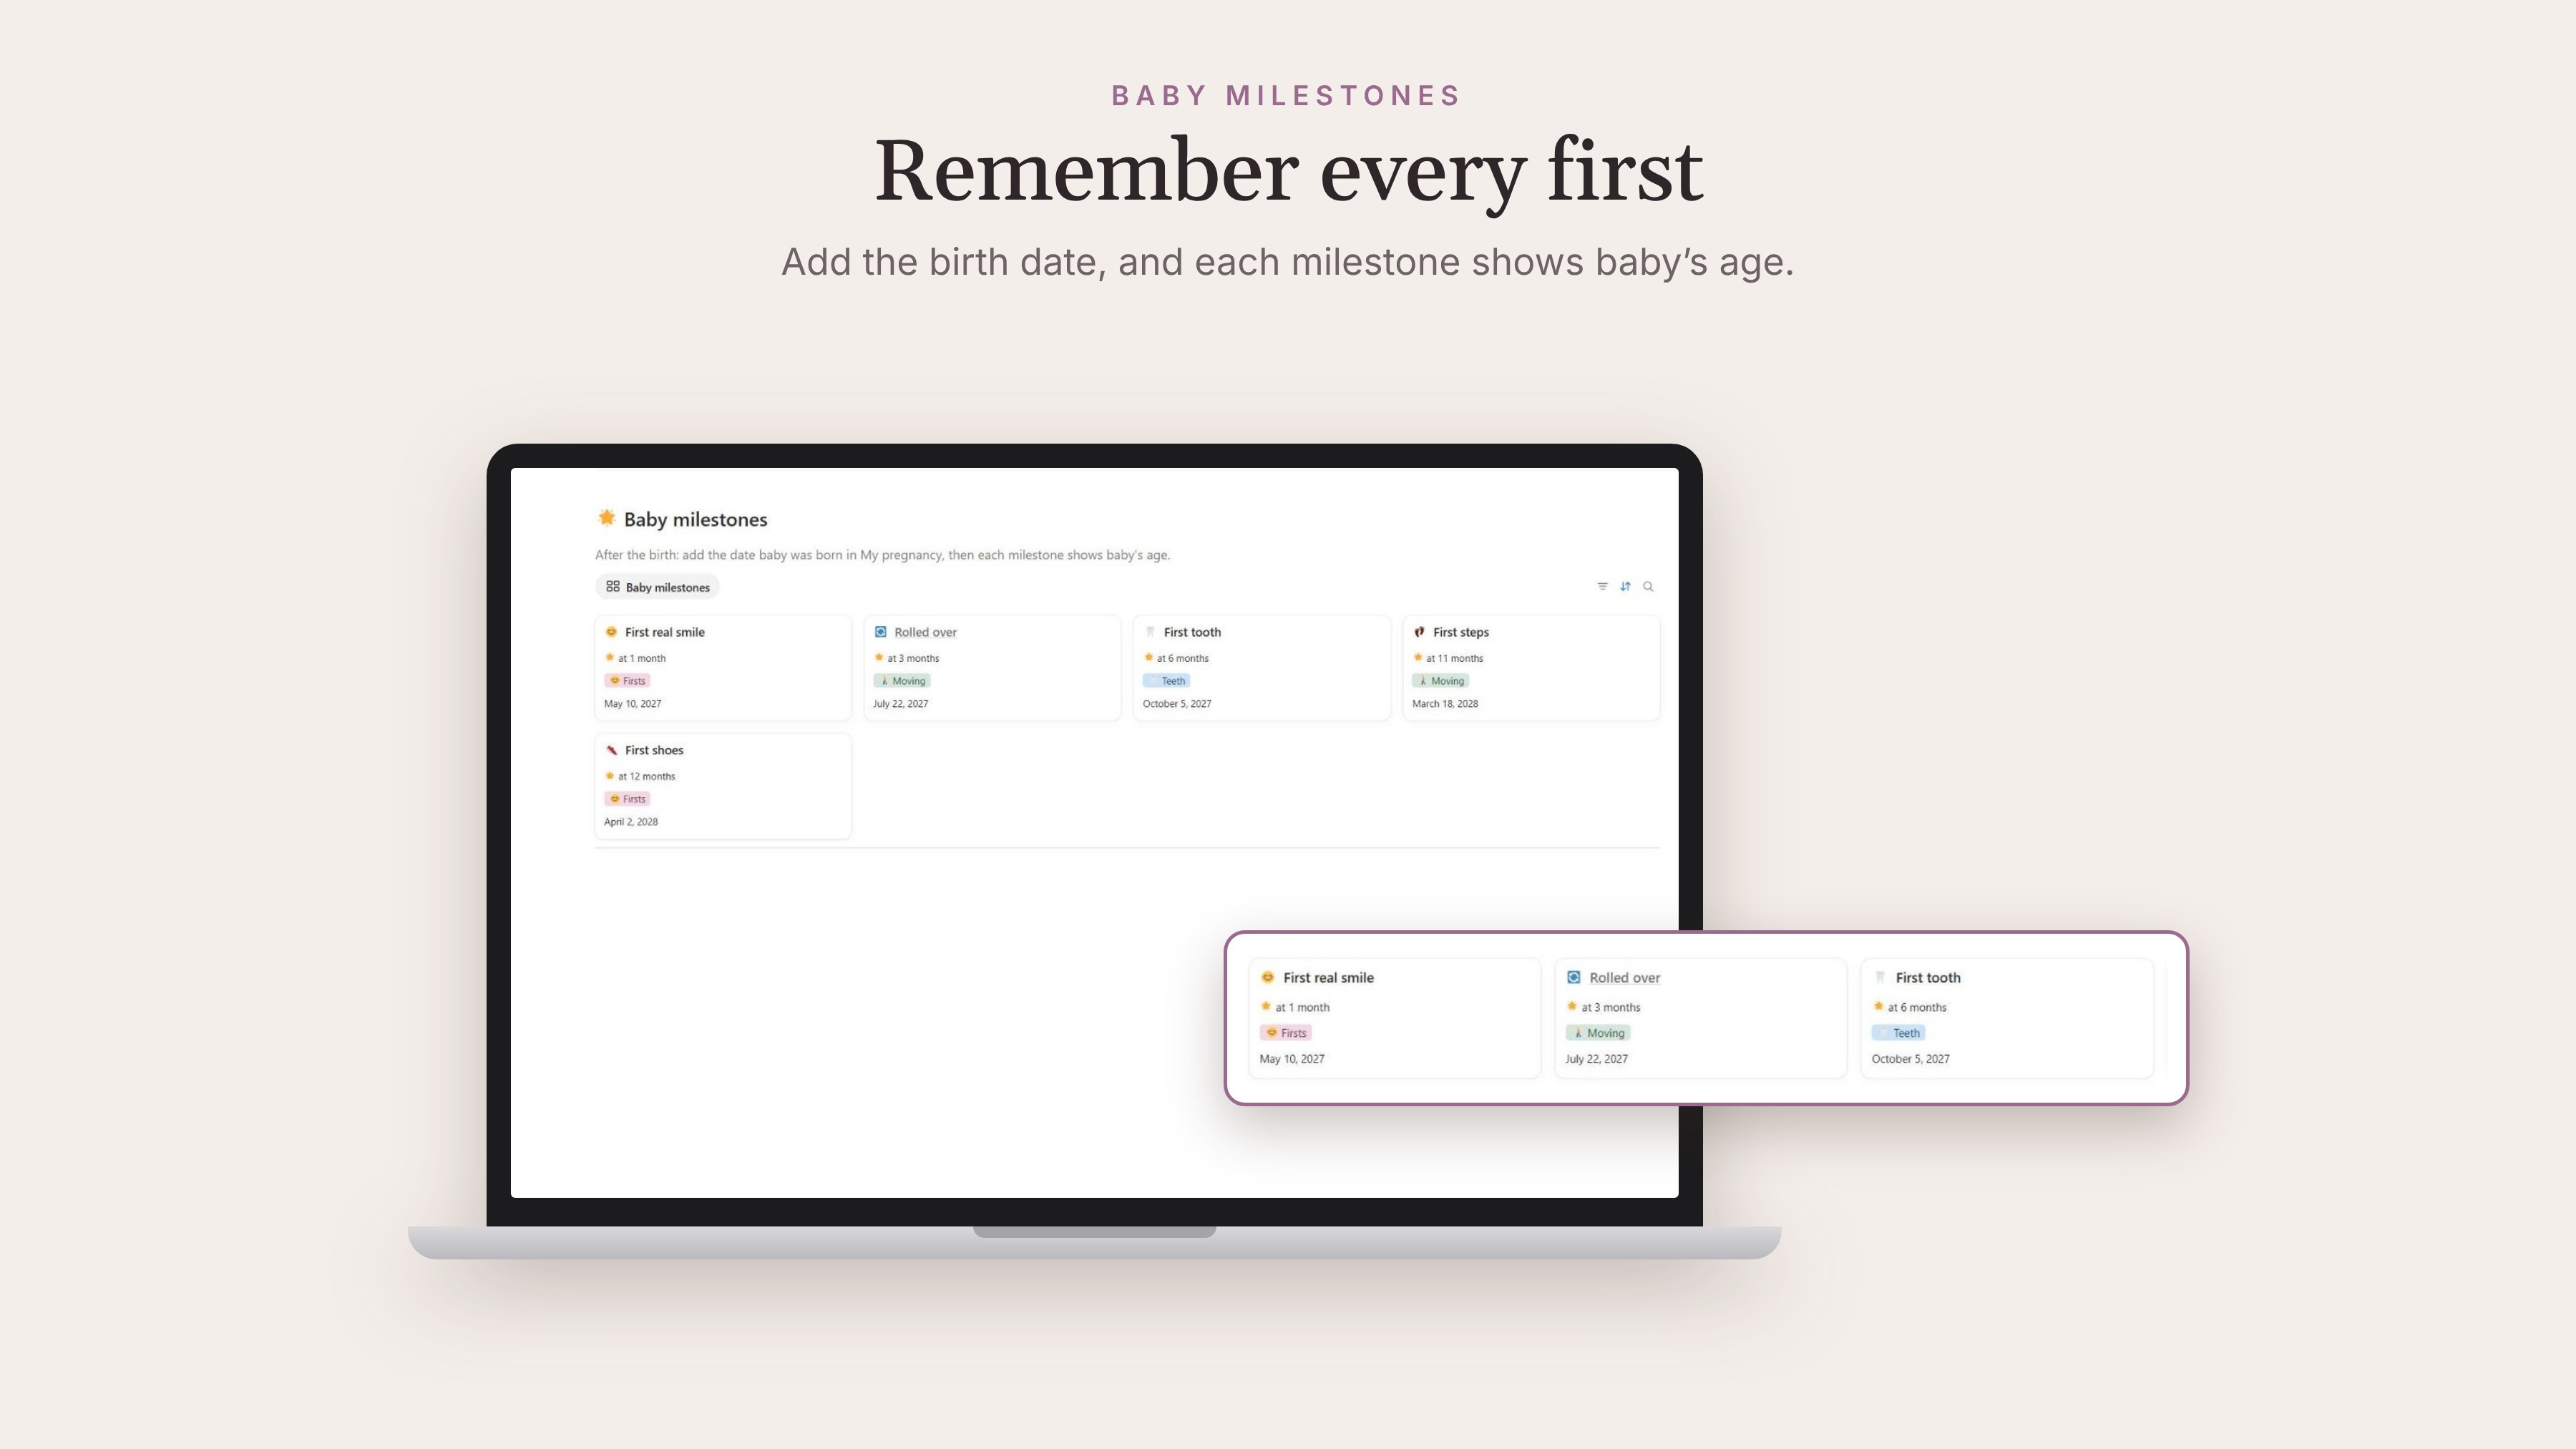 BABY MILESTONES
Remember every first
Add the birth date, and each milestone shows baby’s age.
Baby milestones
After the birth: add the date baby was born in My pregnancy, then each milestone shows baby's age.
Baby milestones
First real smile
at 1 month
Firsts
May 10, 2027
Rolled over
at 3 months
Moving
July 22, 2027
First tooth
at 6 months
Teeth
October 5, 2027
First steps
at 11 months
Moving
March 18, 2028
First shoes
at 12 months
Firsts
April 2, 2028
First real smile
at 1 month
Firsts
May 10, 2027
Rolled over
at 3 months
Moving
July 22, 2027
First tooth
at 6 months
Teeth
October 5, 2027